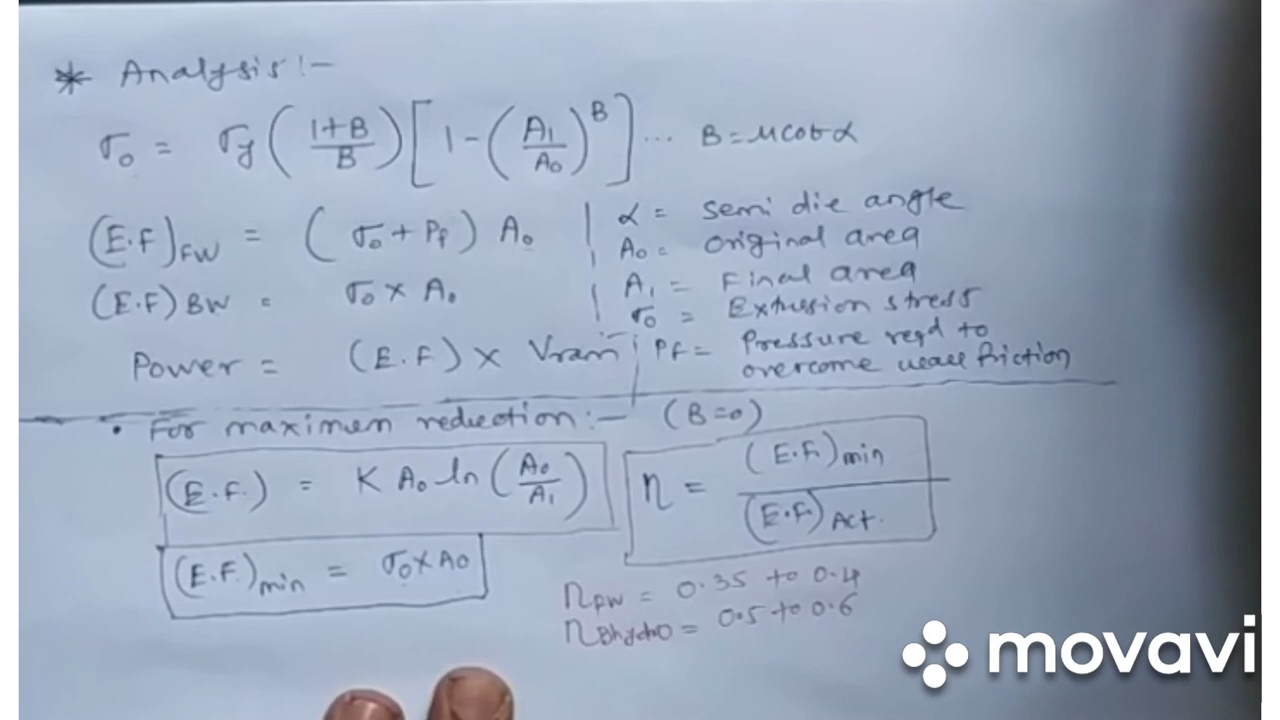 * Analysis :-
σ₀ = σy ( (1+B)/B ) [ 1 - ( A₁/A₀ )^B ] ... B = μ cot α
(E.F)FW = ( σ₀ + Pf ) A₀
(E.F) BW = σ₀ × A₀
Power = (E.F) × Vram
α = semi die angle
A₀ = original area
A₁ = Final area
σ₀ = Extrusion stress
Pf = Pressure reqd to
overcome wall friction
• For maximum reduction :- (B=0)
(E.F.) = K A₀ ln ( A₀/A₁ )
η = (E.F.)min / (E.F.) Act.
(E.F.)min = σ₀ × A₀
ηFW = 0.35 to 0.4
ηB = 0.5 to 0.6
movavi